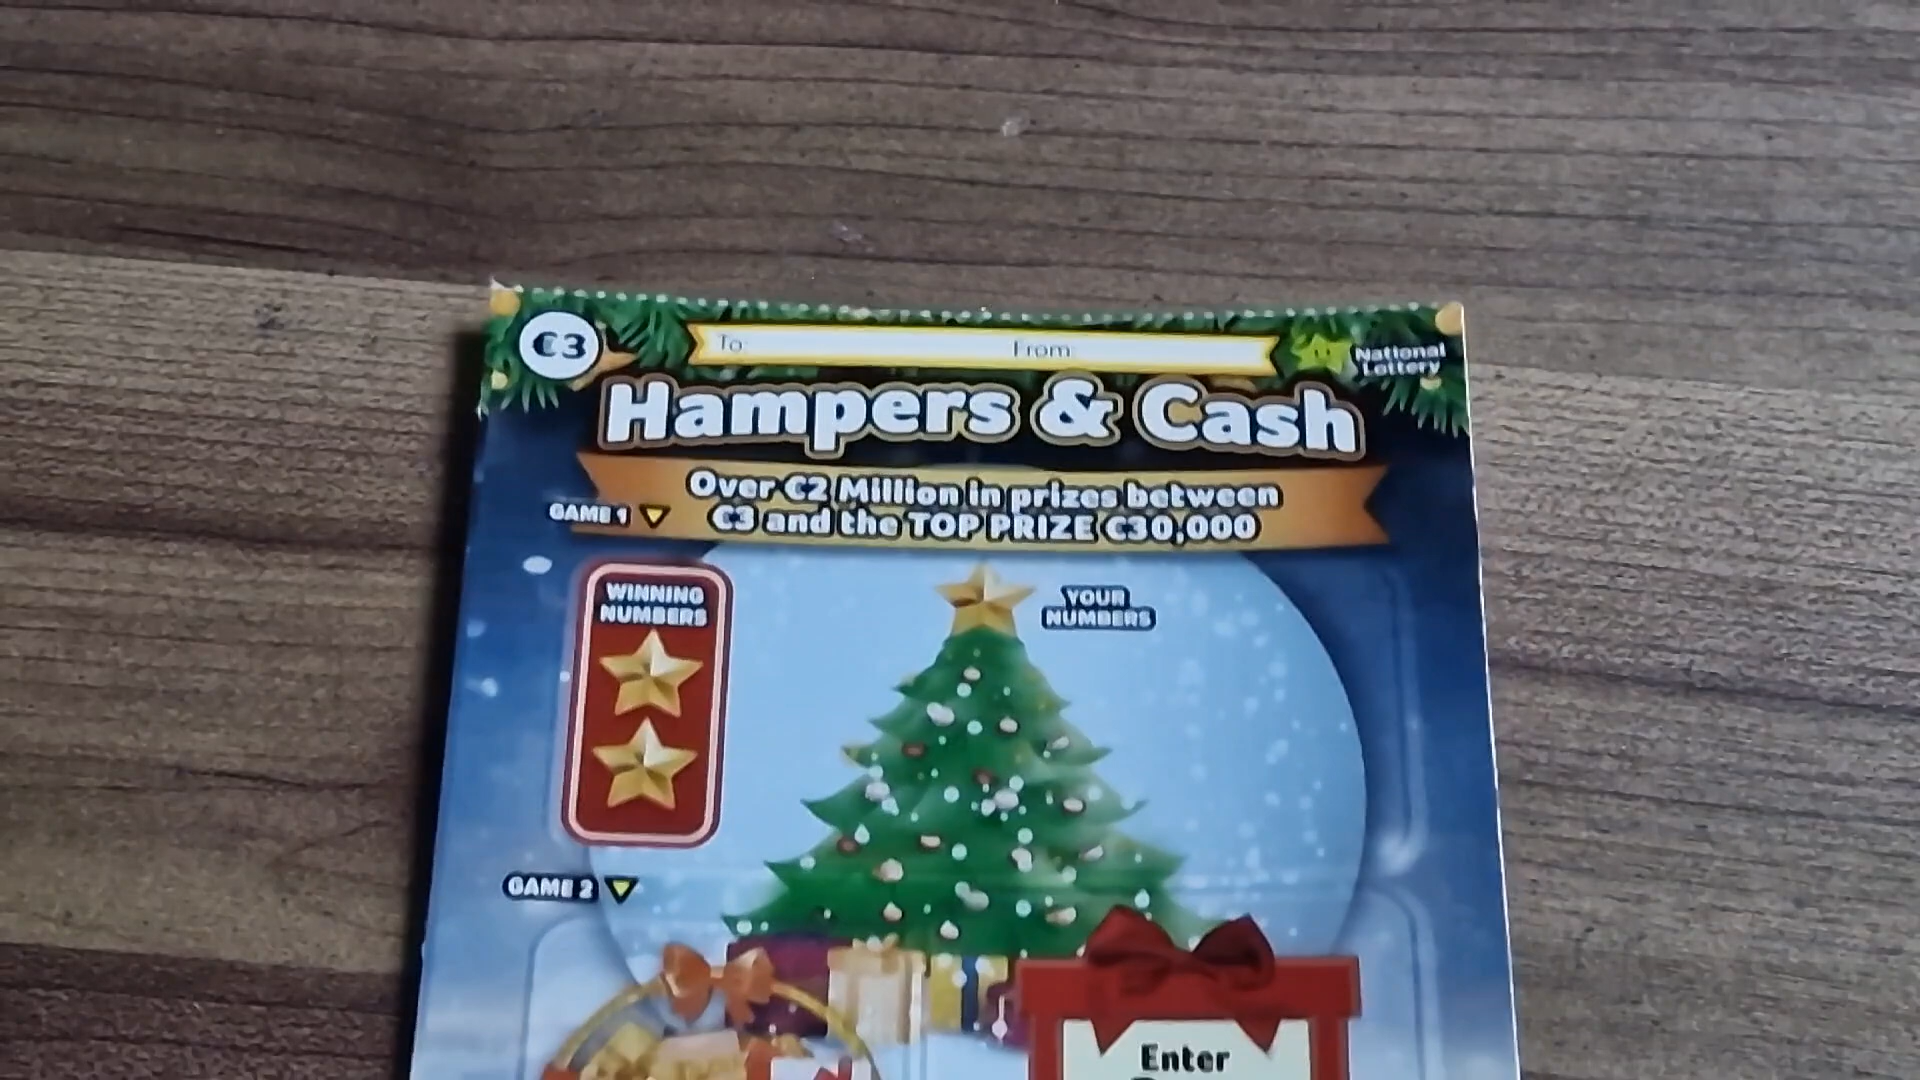 €3
To: From:
National
Lottery
Hampers & Cash
Over €2 Million in prizes between
€3 and the TOP PRIZE €30,000
GAME 1
WINNING
NUMBERS
YOUR
NUMBERS
GAME 2
Enter